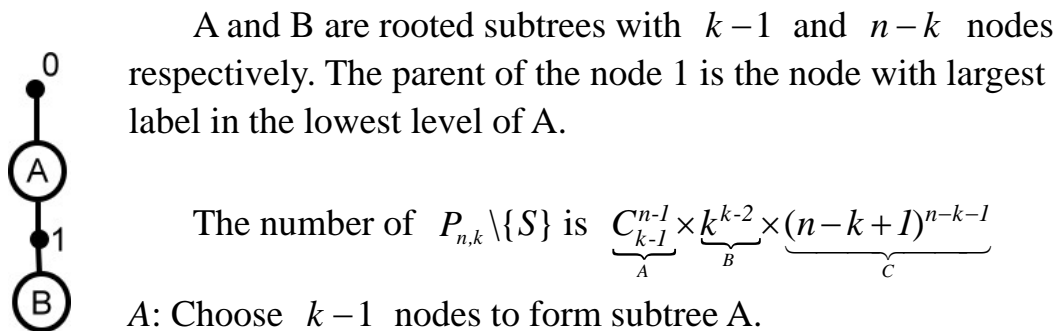 A and B are rooted subtrees with k−1 and n−k nodes
respectively. The parent of the node 1 is the node with largest
label in the lowest level of A.
0
A
1
B
The number of P_{n,k}\{S} is C_{k-1}^{n-1} × k^{k-2} × (n−k+1)^{n−k−1}
A B C
A: Choose k−1 nodes to form subtree A.